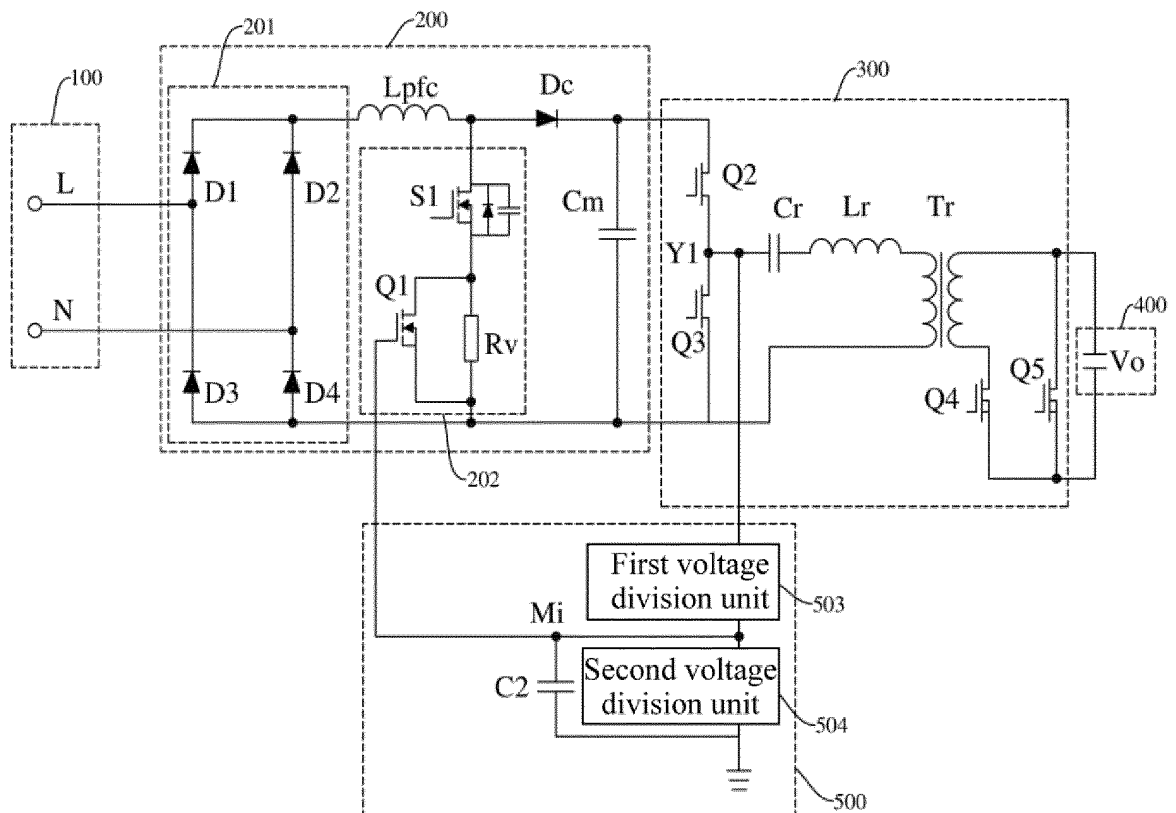 200
201
100
Lpfc
Dc
300
L
D1
D2
S1
Cm
Q2
Cr
Lr
Tr
Y1
N
Q1
Rv
Q3
400
Vo
D3
D4
Q4
Q5
202
First voltage
division unit
503
Mi
C2
Second voltage
division unit
504
500